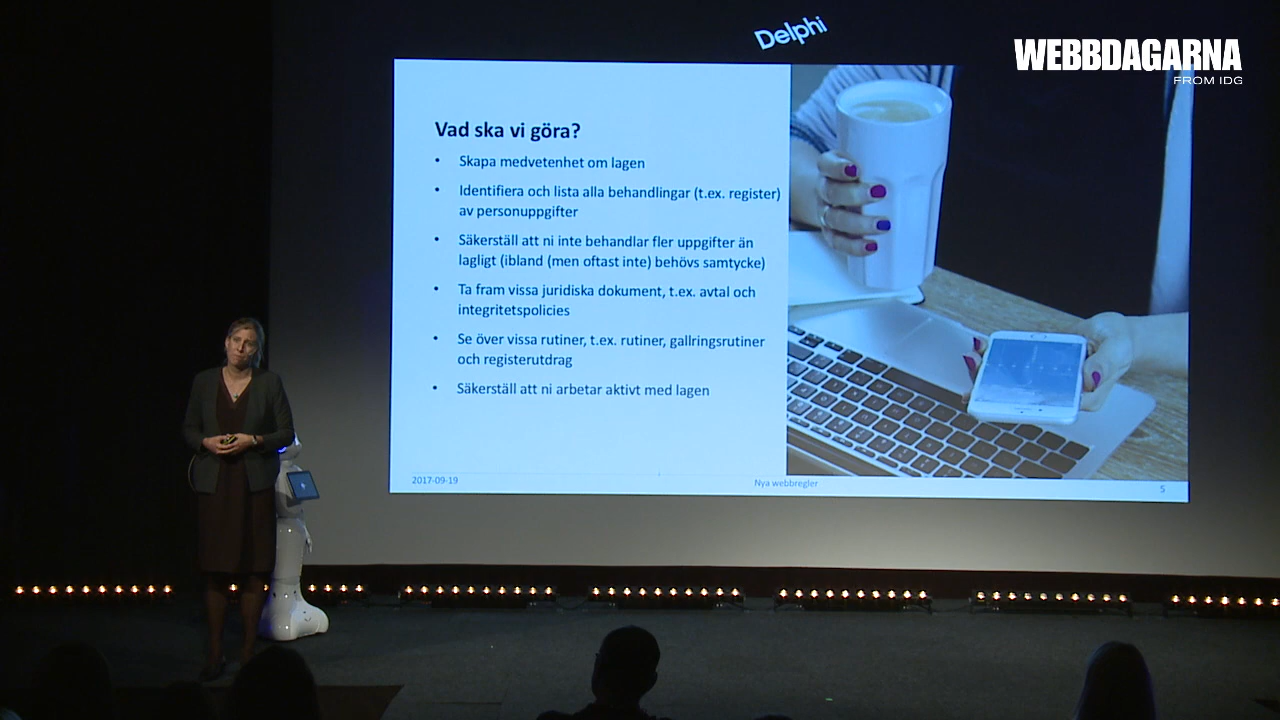 Delphi
WEBBDAGARNA
FROM IDG
Vad ska vi göra?
• Skapa medvetenhet om lagen
• Identifiera och lista alla behandlingar (t.ex. register)
av personuppgifter
• Säkerställ att ni inte behandlar fler uppgifter än
lagligt (ibland (men oftast inte) behövs samtycke)
• Ta fram vissa juridiska dokument, t.ex. avtal och
integritetspolicies
• Se över vissa rutiner, t.ex. rutiner, gallringsrutiner
och registerutdrag
• Säkerställ att ni arbetar aktivt med lagen
2017-09-19
Nya webbregler
5